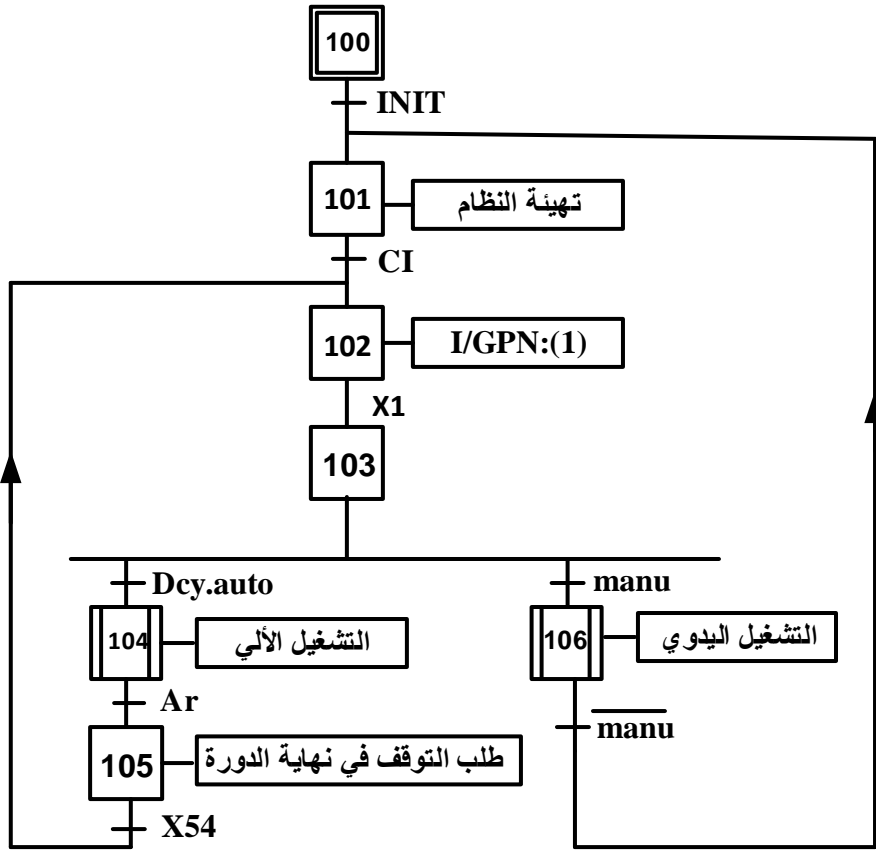 100
INIT
101
تهيئة النظام
CI
102
I/GPN:(1)
X1
103
Dcy.auto
manu
104
التشغيل الألي
106
التشغيل اليدوي
Ar
manu
105
طلب التوقف في نهاية الدورة
X54